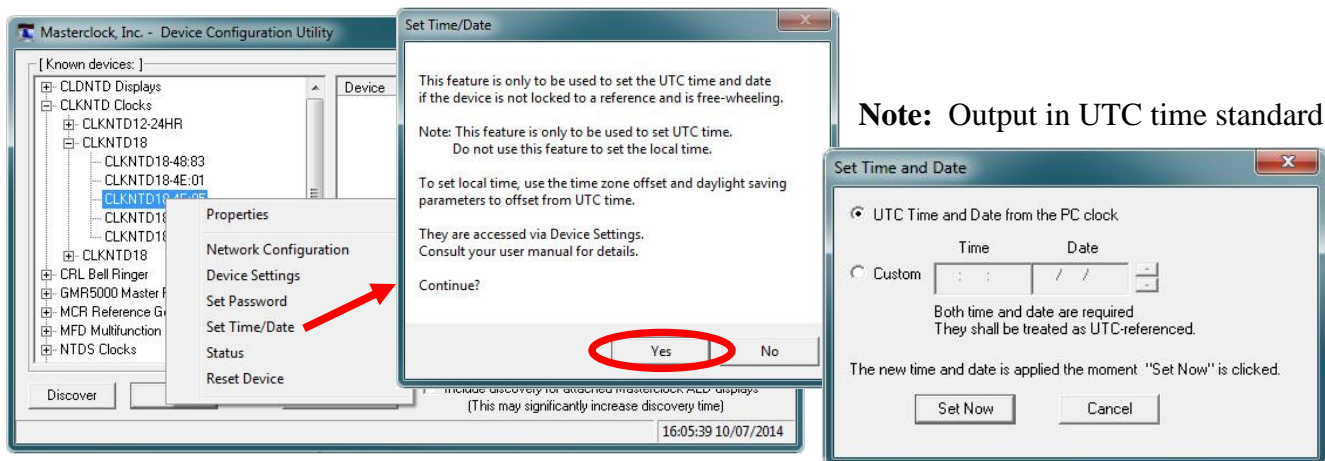 Masterclock, Inc. - Device Configuration Utility
[ Known devices: ]
CLDNTD Displays
CLKNTD Clocks
CLKNTD12-24HR
CLKNTD18
CLKNTD18-48:83
CLKNTD18-4E:01
CLKNTD18-4E:05
CLKNTD18
CLKNTD18
CLKNTD18
CRL Bell Ringer
GMR5000 Master
MCR Reference
MFD Multifunction
NTDS Clocks
Device
Discover
Properties
Network Configuration
Device Settings
Set Password
Set Time/Date
Status
Reset Device
Include discovery for attached Masterclock ACD displays
(This may significantly increase discovery time)
16:05:39 10/07/2014
Set Time/Date
This feature is only to be used to set the UTC time and date
if the device is not locked to a reference and is free-wheeling.
Note: This feature is only to be used to set UTC time.
Do not use this feature to set the local time.
To set local time, use the time zone offset and daylight saving
parameters to offset from UTC time.
They are accessed via Device Settings.
Consult your user manual for details.
Continue?
Yes
No
Note: Output in UTC time standard
Set Time and Date
UTC Time and Date from the PC clock
Time Date
Custom : : / /
Both time and date are required
They shall be treated as UTC-referenced.
The new time and date is applied the moment "Set Now" is clicked.
Set Now
Cancel